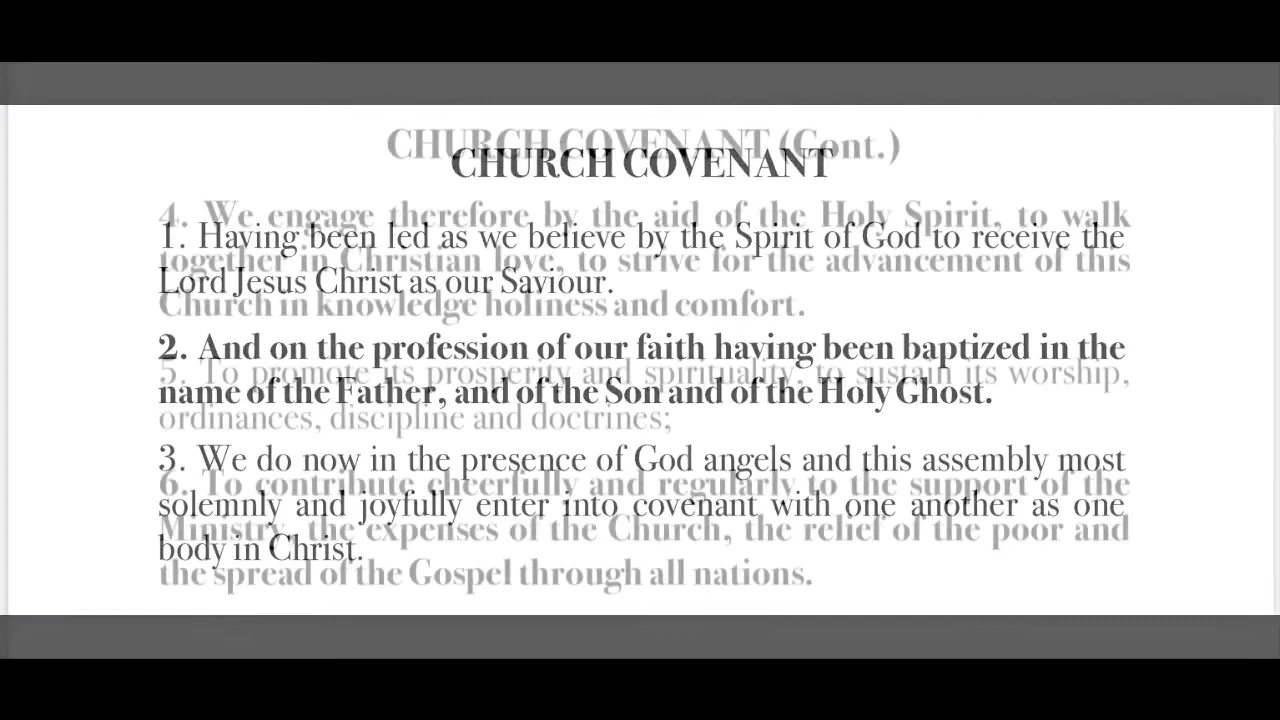 CHURCH COVENANT
1. Having been led as we believe by the Spirit of God to receive the
Lord Jesus Christ as our Saviour.
2. And on the profession of our faith having been baptized in the
name of the Father, and of the Son and of the Holy Ghost.
3. We do now in the presence of God angels and this assembly most
solemnly and joyfully enter into covenant with one another as one
body in Christ.
CHURCH COVENANT (Cont.)
4. We engage therefore by the aid of the Holy Spirit, to walk
together in Christian love, to strive for the advancement of this
Church in knowledge holiness and comfort.
5. To promote its prosperity and spirituality, to sustain its worship,
ordinances, discipline and doctrines;
6. To contribute cheerfully and regularly to the support of the
Ministry, the expenses of the Church, the relief of the poor and
the spread of the Gospel through all nations.